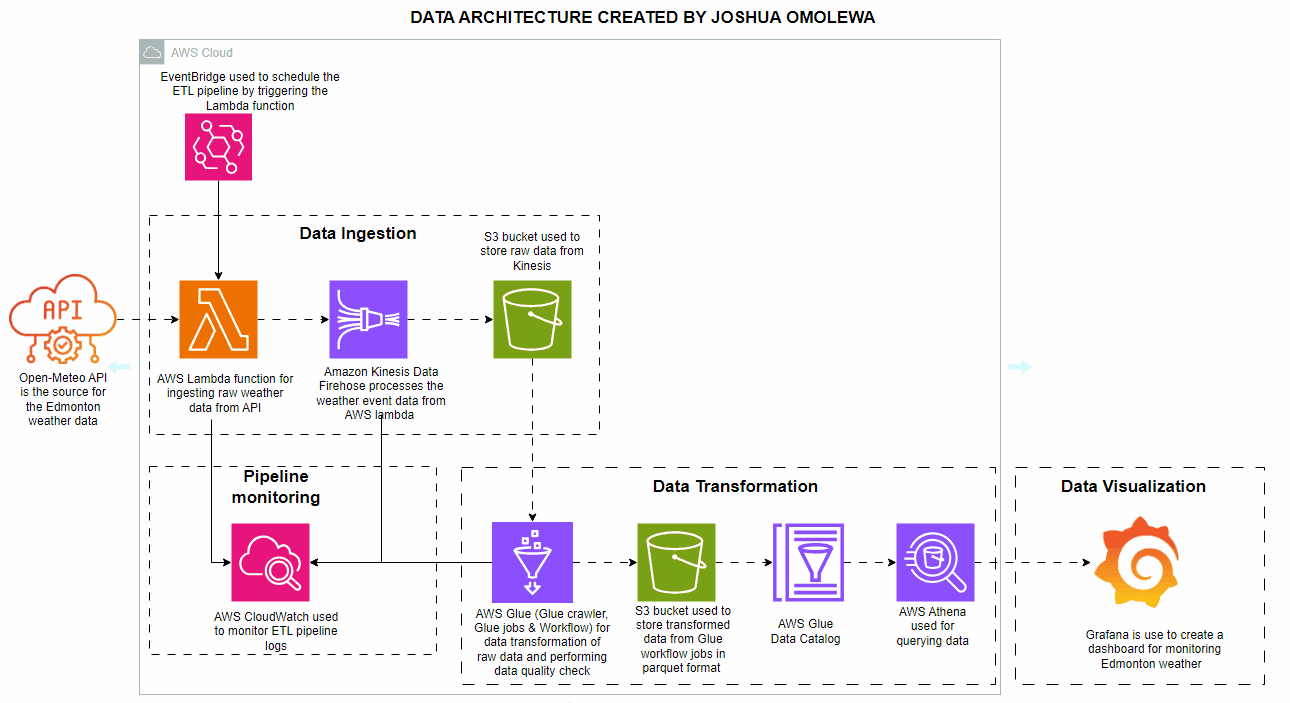 DATA ARCHITECTURE CREATED BY JOSHUA OMOLEWA
AWS Cloud
EventBridge used to schedule the
ETL pipeline by triggering the
Lambda function
Data Ingestion
S3 bucket used to
store raw data from
Kinesis
API
Open-Meteo API
is the source for
the Edmonton
weather data
AWS Lambda function for
ingesting raw weather
data from API
Amazon Kinesis Data
Firehose processes the
weather event data from
AWS lambda
Pipeline
monitoring
AWS CloudWatch used
to monitor ETL pipeline
logs
Data Transformation
AWS Glue (Glue crawler,
Glue jobs & Workflow) for
data transformation of
raw data and performing
data quality check
S3 bucket used to
store transformed
data from Glue
workflow jobs in
parquet format
AWS Glue
Data Catalog
AWS Athena
used for
querying data
Data Visualization
Grafana is use to create a
dashboard for monitoring
Edmonton weather